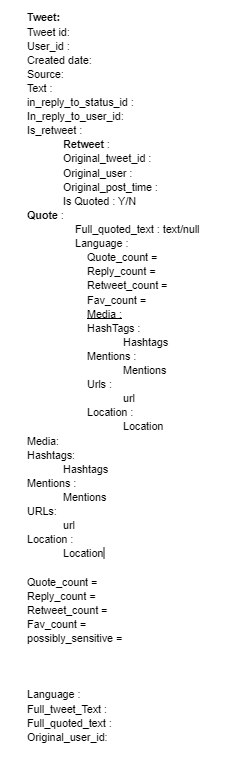 Tweet:
Tweet id:
User_id :
Created date:
Source:
Text :
in_reply_to_status_id :
In_reply_to_user_id:
Is_retweet :
Retweet :
Original_tweet_id :
Original_user :
Original_post_time :
Is Quoted : Y/N
Quote :
Full_quoted_text : text/null
Language :
Quote_count =
Reply_count =
Retweet_count =
Fav_count =
Media :
HashTags :
Hashtags
Mentions :
Mentions
Urls :
url
Location :
Location
Media:
Hashtags:
Hashtags
Mentions :
Mentions
URLs:
url
Location :
Location
Quote_count =
Reply_count =
Retweet_count =
Fav_count =
possibly_sensitive =
Language :
Full_tweet_Text :
Full_quoted_text :
Original_user_id: